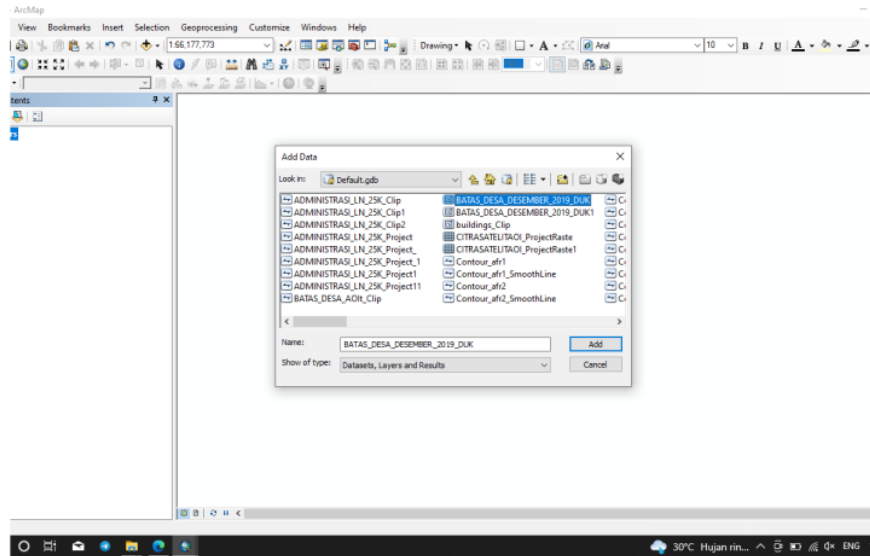 - ArcMap
View Bookmarks Insert Selection Geoprocessing Customize Windows Help
1:66,177,773
Drawing
A
Arial
10
B I U A
tents
rs
Add Data
Look in: Default.gdb
ADMINISTRASI_LN_25K_Clip
ADMINISTRASI_LN_25K_Clip1
ADMINISTRASI_LN_25K_Clip2
ADMINISTRASI_LN_25K_Project
ADMINISTRASI_LN_25K_Project_
ADMINISTRASI_LN_25K_Project_1
ADMINISTRASI_LN_25K_Project1
ADMINISTRASI_LN_25K_Project11
BATAS_DESA_AOIt_Clip
BATAS_DESA_DESEMBER_2019_DUK
BATAS_DESA_DESEMBER_2019_DUK1
buildings_Clip
CITRASATELITAOI_ProjectRaste
CITRASATELITAOI_ProjectRaste1
Contour_afr1
Contour_afr1_SmoothLine
Contour_afr2
Contour_afr2_SmoothLine
Name: BATAS_DESA_DESEMBER_2019_DUK
Add
Show of type: Datasets, Layers and Results
Cancel
30°C Hujan rin... ENG